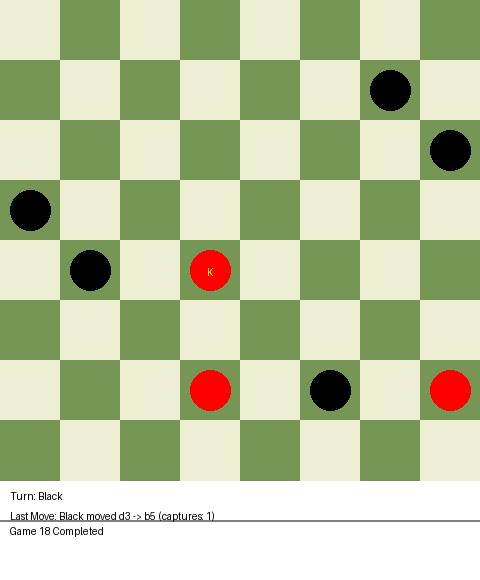 K
Turn: Black
Last Move: Black moved d3 -> b5 (captures: 1)
Game 18 Completed